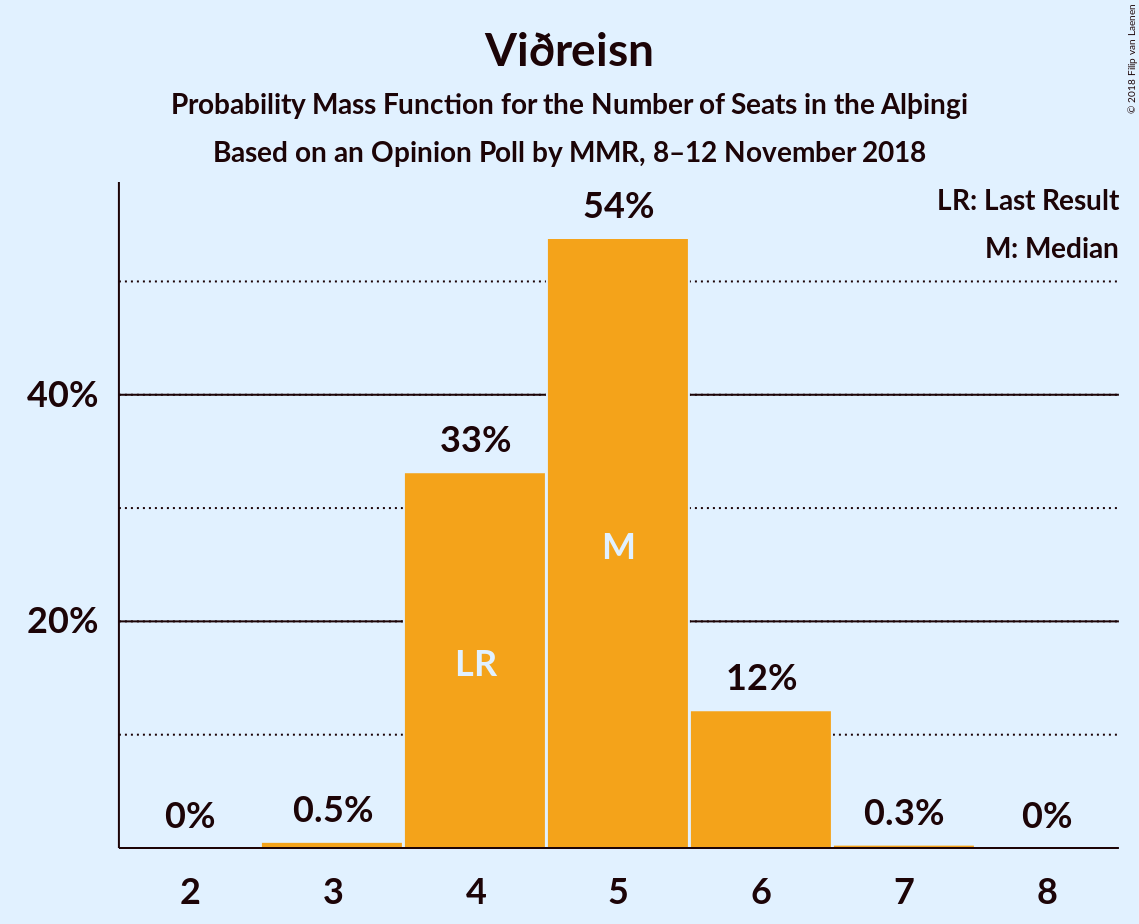 Viðreisn
Probability Mass Function for the Number of Seats in the Alþingi
Based on an Opinion Poll by MMR, 8–12 November 2018
© 2018 Filip van Laenen
LR: Last Result
M: Median
54%
40%
33%
M
20%
LR
12%
0%
0.5%
0.3%
0%
2 3 4 5 6 7 8